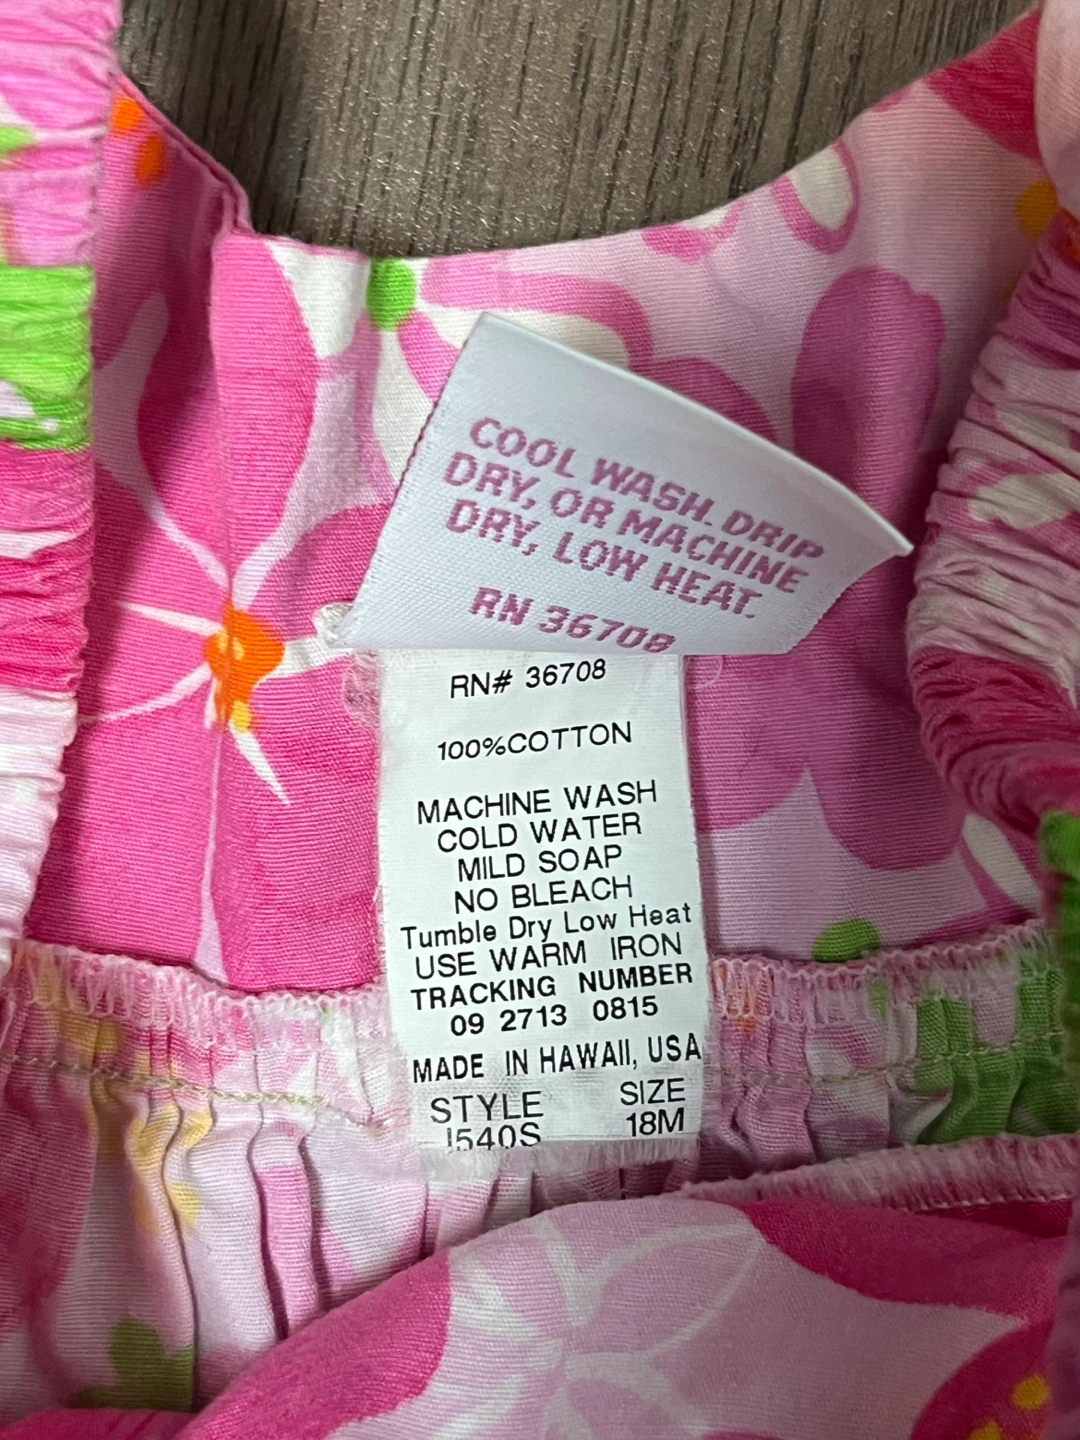 COOL WASH. DRIP
DRY, OR MACHINE
DRY, LOW HEAT.
RN 36708
RN# 36708
100%COTTON
MACHINE WASH
COLD WATER
MILD SOAP
NO BLEACH
Tumble Dry Low Heat
USE WARM IRON
TRACKING NUMBER
09 2713 0815
MADE IN HAWAII, USA
STYLE SIZE
I540S 18M